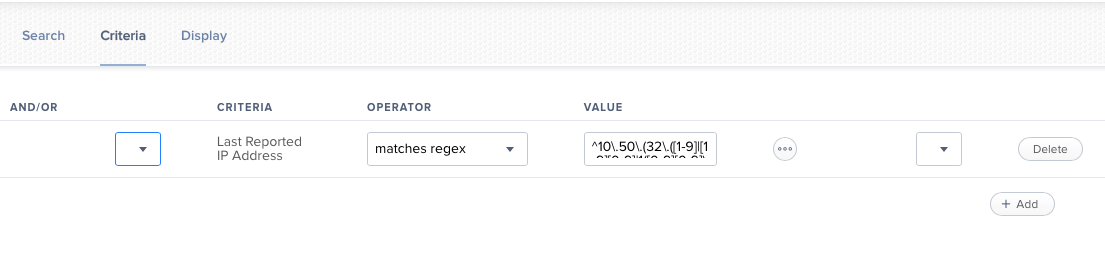 Search Criteria Display
AND/OR CRITERIA OPERATOR VALUE
Last Reported
IP Address
matches regex
^10\.50\.(32\.([1-9]|[1
Delete
+ Add